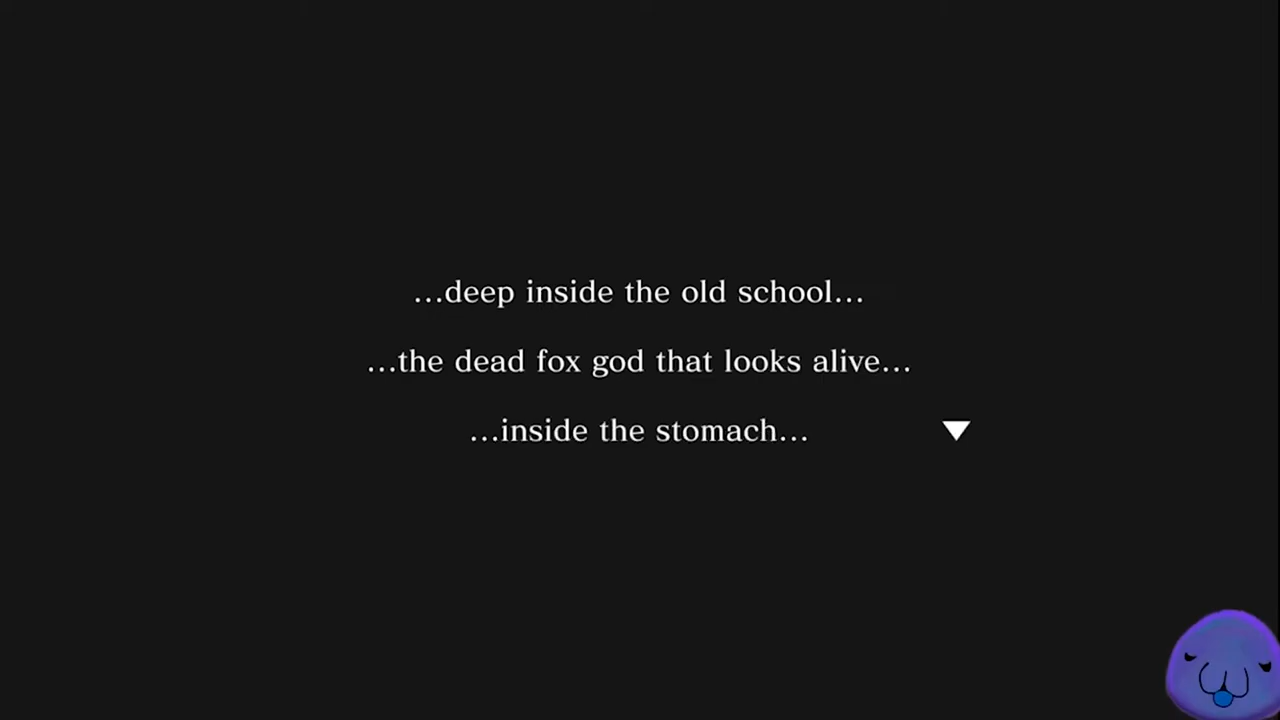 …deep inside the old school…
…the dead fox god that looks alive…
…inside the stomach…